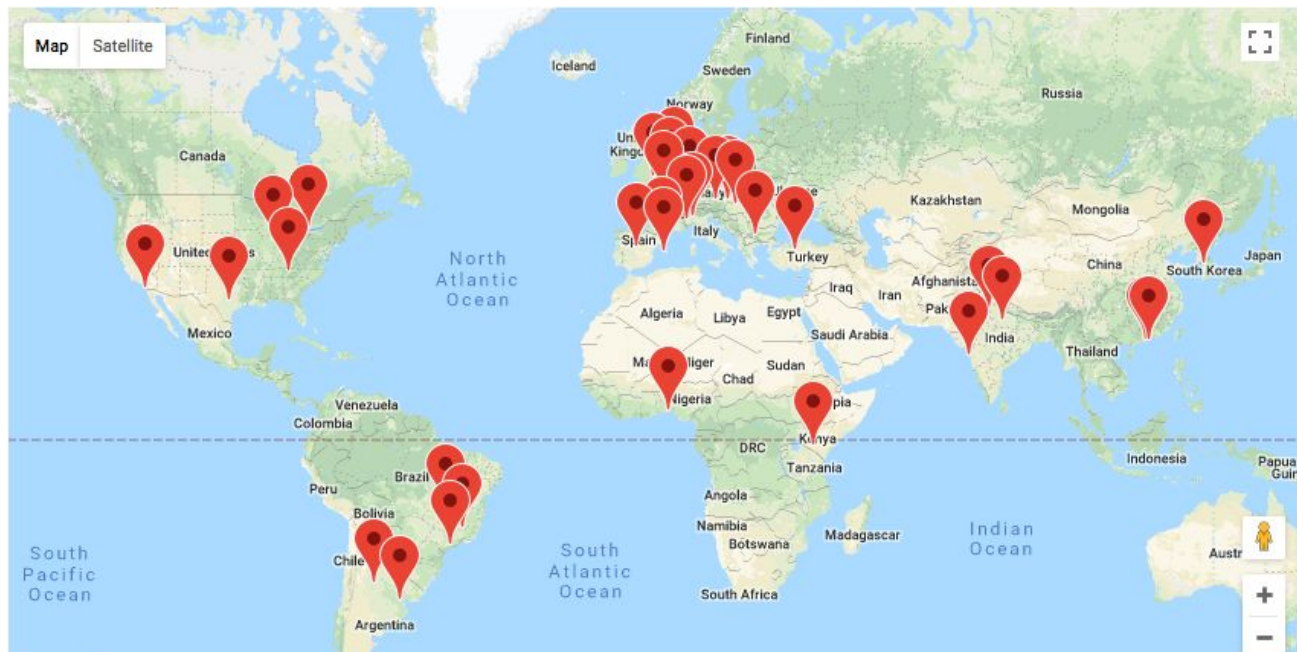 Map
Satellite
Finland
Iceland
Sweden
Russia
Norway
Canada
Kazakhstan
Mongolia
Italy
Spain
Turkey
China
Japan
South Korea
North
Atlantic
Ocean
Iraq
Iran
Mexico
Algeria
Libya
Egypt
Saudi Arabia
India
Thailand
Chad
Sudan
Nigeria
Venezuela
Colombia
Kenya
DRC
Tanzania
Indonesia
Papua
Brazil
Peru
Angola
Bolivia
Namibia
Botswana
Madagascar
Indian
Ocean
South
Pacific
Ocean
Chile
South
Atlantic
Ocean
South Africa
Argentina
+
−